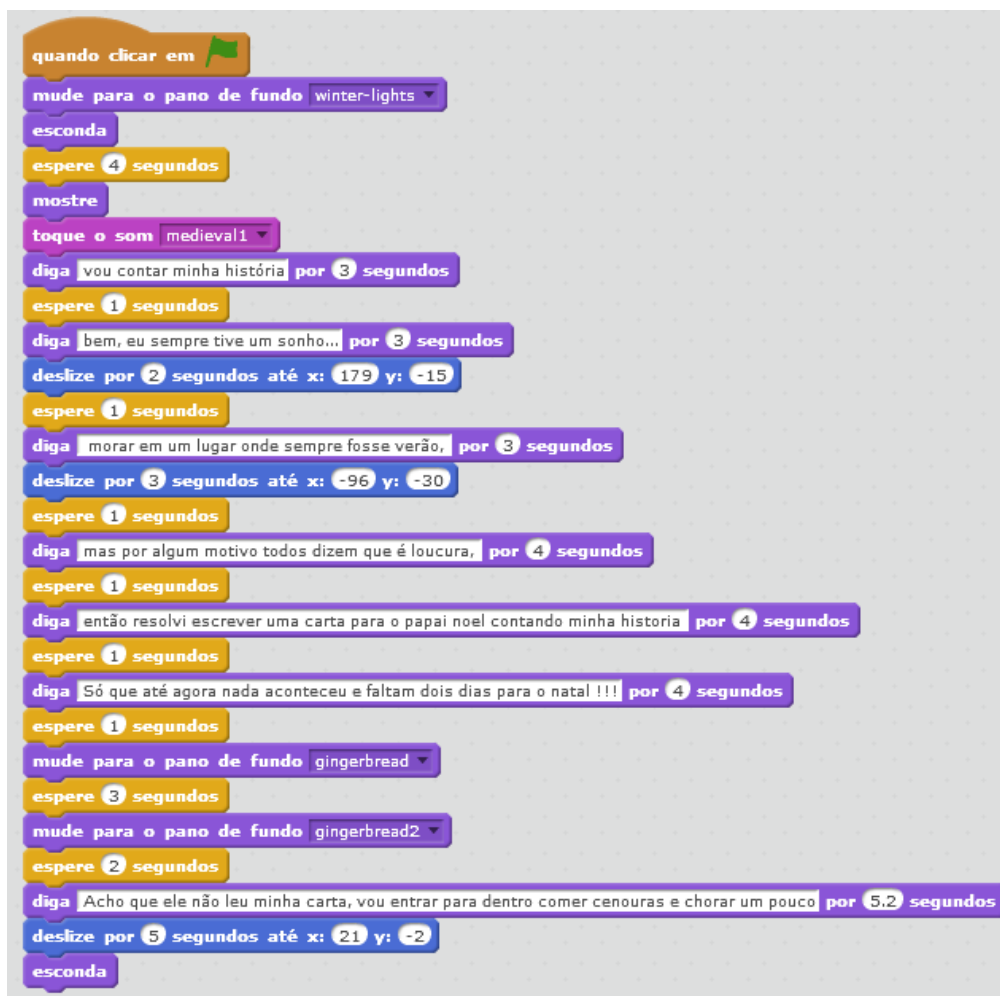 quando clicar em
mude para o pano de fundo winter-lights
esconda
espere 4 segundos
mostre
toque o som medieval1
diga vou contar minha história por 3 segundos
espere 1 segundos
diga bem, eu sempre tive um sonho... por 3 segundos
deslize por 2 segundos até x: 179 y: -15
espere 1 segundos
diga morar em um lugar onde sempre fosse verão, por 3 segundos
deslize por 3 segundos até x: -96 y: -30
espere 1 segundos
diga mas por algum motivo todos dizem que é loucura, por 4 segundos
espere 1 segundos
diga então resolvi escrever uma carta para o papai noel contando minha historia por 4 segundos
espere 1 segundos
diga Só que até agora nada aconteceu e faltam dois dias para o natal !!! por 4 segundos
espere 1 segundos
mude para o pano de fundo gingerbread
espere 3 segundos
mude para o pano de fundo gingerbread2
espere 2 segundos
diga Acho que ele não leu minha carta, vou entrar para dentro comer cenouras e chorar um pouco por 5.2 segundos
deslize por 5 segundos até x: 21 y: -2
esconda